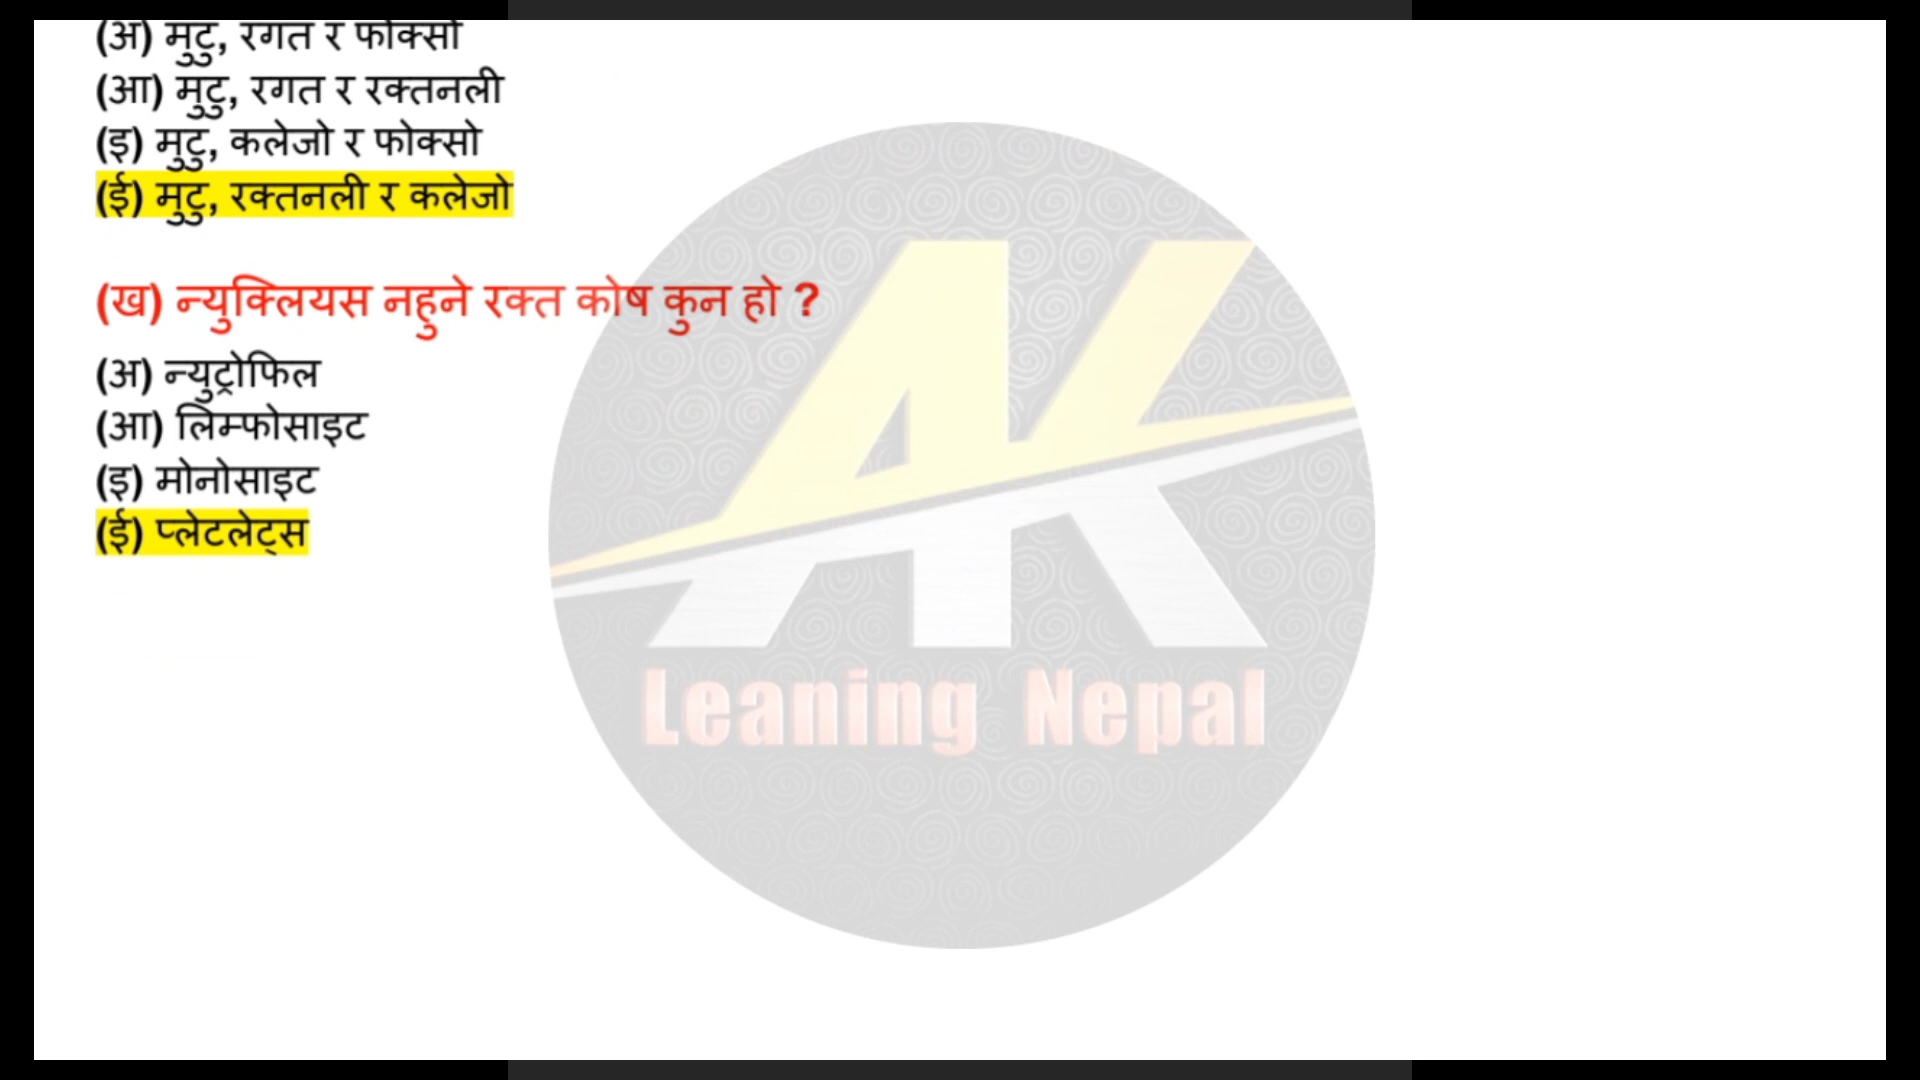 (अ) मुटु, रगत र फोक्सो
(आ) मुटु, रगत र रक्तनली
(इ) मुटु, कलेजो र फोक्सो
(ई) मुटु, रक्तनली र कलेजो
(ख) न्युक्लियस नहुने रक्त कोष कुन हो ?
(अ) न्युट्रोफिल
(आ) लिम्फोसाइट
(इ) मोनोसाइट
(ई) प्लेटलेट्स
AK
Leaning Nepal